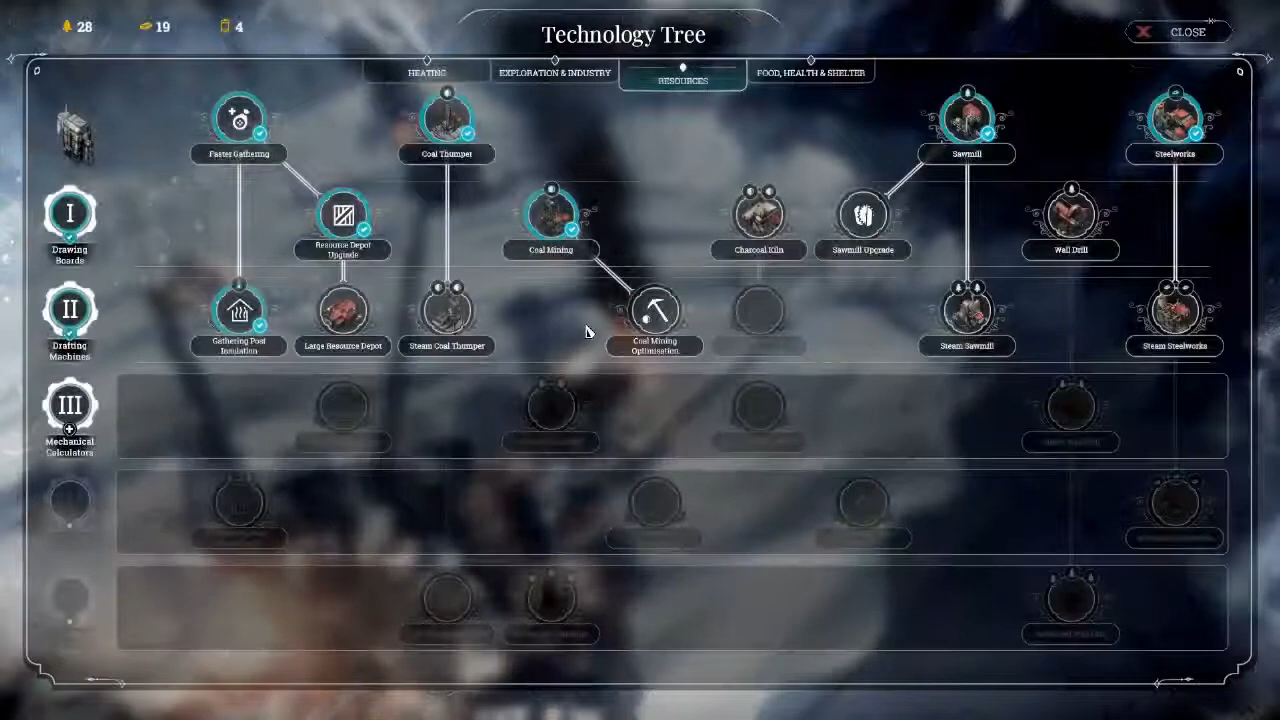 28
19
4
Technology Tree
CLOSE
HEATING
EXPLORATION & INDUSTRY
RESOURCES
FOOD, HEALTH & SHELTER
Faster Gathering
Coal Thumper
Sawmill
Steelworks
I
Drawing
Boards
Resource Depot
Upgrade
Coal Mining
Charcoal Kiln
Sawmill Upgrade
Wall Drill
II
Drafting
Machines
Gathering Post
Insulation
Large Resource Depot
Steam Coal Thumper
Coal Mining
Optimisation
Steam Sawmill
Steam Steelworks
III
Mechanical
Calculators